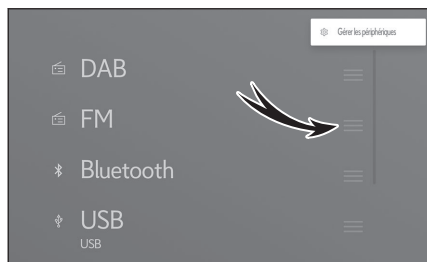 Gérer les périphériques
DAB
FM
Bluetooth
USB
USB